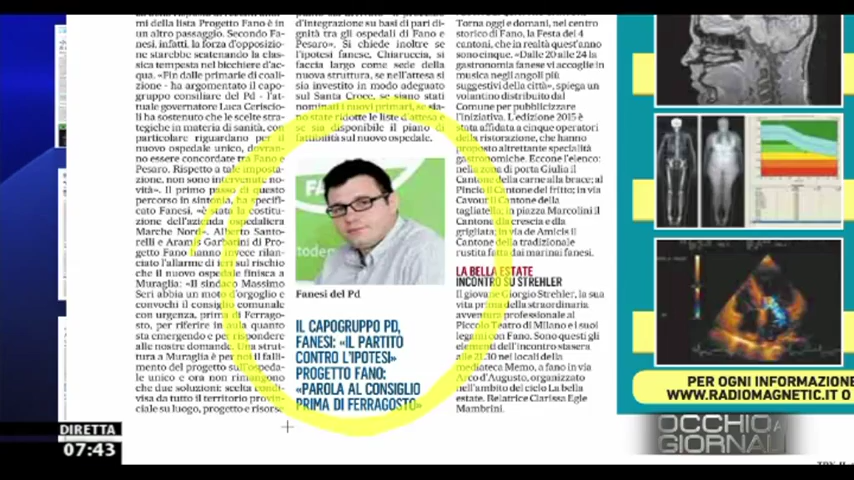 mi della lista Progetto Fano è in
un altro passaggio. Secondo Fa-
nesi, infatti, la forza d'opposizio-
ne starebbe scatenando la clas-
sica tempesta nel bicchiere d'ac-
qua. «Fin dalle primarie di coali-
zione - ha argomentato il capo-
gruppo consiliare del Pd - l'at-
tuale governatore Luca Ceriscio-
li ha sostenuto che le scelte stra-
tegiche in materia di sanità, con
particolare riguardano per il
nuovo ospedale unico, dovran-
no essere concordate tra Fano e
Pesaro. Rispetto a tale imposta-
zione, non sono intervenute no-
vità». Il primo passo di questo
percorso in sintonia, ha specifi-
cato Fanesi, «è stata la costitu-
zione dell'azienda ospedaliera
Marche Nord». Alberto Santo-
relli e Aramis Garbatini di Pro-
getto Fano hanno invece rilan-
ciato l'allarme di ieri sul rischio
che il nuovo ospedale finisca a
Muraglia: «Il sindaco Massimo
Seri abbia un moto d'orgoglio e
convochi il consiglio comunale
con urgenza, prima di Ferrago-
sto, per riferire in aula quanto
sta emergendo e per rispondere
alle nostre domande. Una strut-
tura a Muraglia è per noi il falli-
mento del progetto sull'ospeda-
le unico e ora non rimangono
che due soluzioni: scelta condi-
visa da tutto il territorio provin-
ciale su luogo, progetto e risorse
d'integrazione su basi di pari di-
gnità tra gli ospedali di Fano e
Pesaro». Si chiede inoltre se
l'ipotesi fanese, Chiaruccia, si
faccia largo come sede della
nuova struttura, se nell'attesa si
sia investito in modo adeguato
sul Santa Croce, se siano stati
nominati i nuovi primari, se sia-
no state ridotte le liste d'attesa e
se sia disponibile il piano di
fattibilità sul nuovo ospedale.
Fanesi del Pd
IL CAPOGRUPPO PD,
FANESI: «IL PARTITO
CONTRO L'IPOTESI»
PROGETTO FANO:
«PAROLA AL CONSIGLIO
PRIMA DI FERRAGOSTO»
Torna oggi e domani, nel centro
storico di Fano, la Festa dei 4
cantoni, che in realtà quest'anno
sono cinque. «Dalle 20 alle 24 la
gastronomia fanese vi accoglie in
musica negli angoli più
suggestivi della città», spiega un
volantino distribuito dal
Comune per pubblicizzare
l'iniziativa. L'edizione 2015 è
stata affidata a cinque operatori
della ristorazione, che hanno
proposto altrettante specialità
gastronomiche. Eccone l'elenco:
nella zona di porta Giulia il
Cantone della carne alla brace; al
Pincio il Cantone del fritto; in via
Cavour il Cantone della
tagliatella, in piazza Marcolini il
Cantone della crescia e della
grigliata; in via de Amicis il
Cantone della tradizionale
rustita fatta dai marinai fanesi.
LA BELLA ESTATE
INCONTRO SU STREHLER
Il giovane Giorgio Strehler, la sua
vita prima della straordinaria
avventura professionale al
Piccolo Teatro di Milano e i suoi
legami con Fano. Sono questi gli
elementi dell'incontro stasera
alle 21.30 nei locali della
mediateca Memo, a fano in via
Arco d'Augusto, organizzato
nell'ambito del ciclo La bella
estate. Relatrice Clarissa Egle
Mambrini.
PER OGNI INFORMAZIONE
WWW.RADIOMAGNETIC.IT O
OCCHIO AI
GIORNALI
DIRETTA
07:43